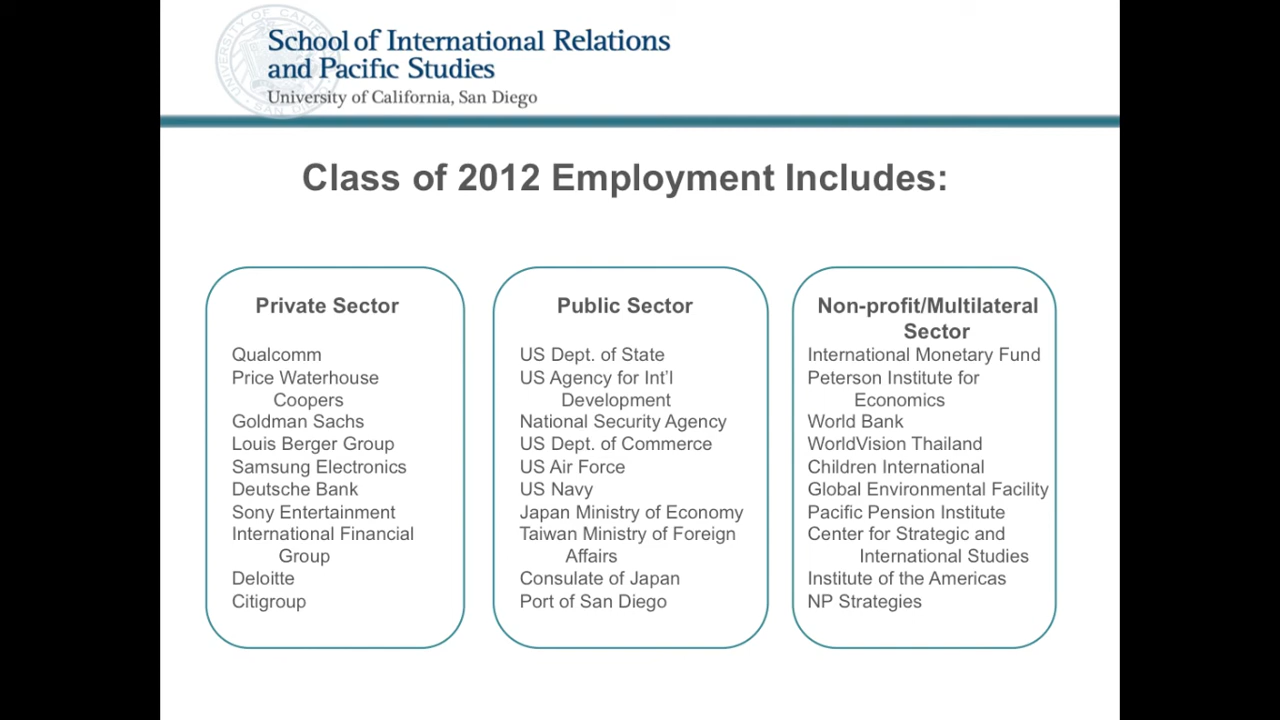 School of International Relations
and Pacific Studies
University of California, San Diego
Class of 2012 Employment Includes:
Private Sector
Qualcomm
Price Waterhouse
Coopers
Goldman Sachs
Louis Berger Group
Samsung Electronics
Deutsche Bank
Sony Entertainment
International Financial
Group
Deloitte
Citigroup
Public Sector
US Dept. of State
US Agency for Int'l
Development
National Security Agency
US Dept. of Commerce
US Air Force
US Navy
Japan Ministry of Economy
Taiwan Ministry of Foreign
Affairs
Consulate of Japan
Port of San Diego
Non-profit/Multilateral
Sector
International Monetary Fund
Peterson Institute for
Economics
World Bank
WorldVision Thailand
Children International
Global Environmental Facility
Pacific Pension Institute
Center for Strategic and
International Studies
Institute of the Americas
NP Strategies